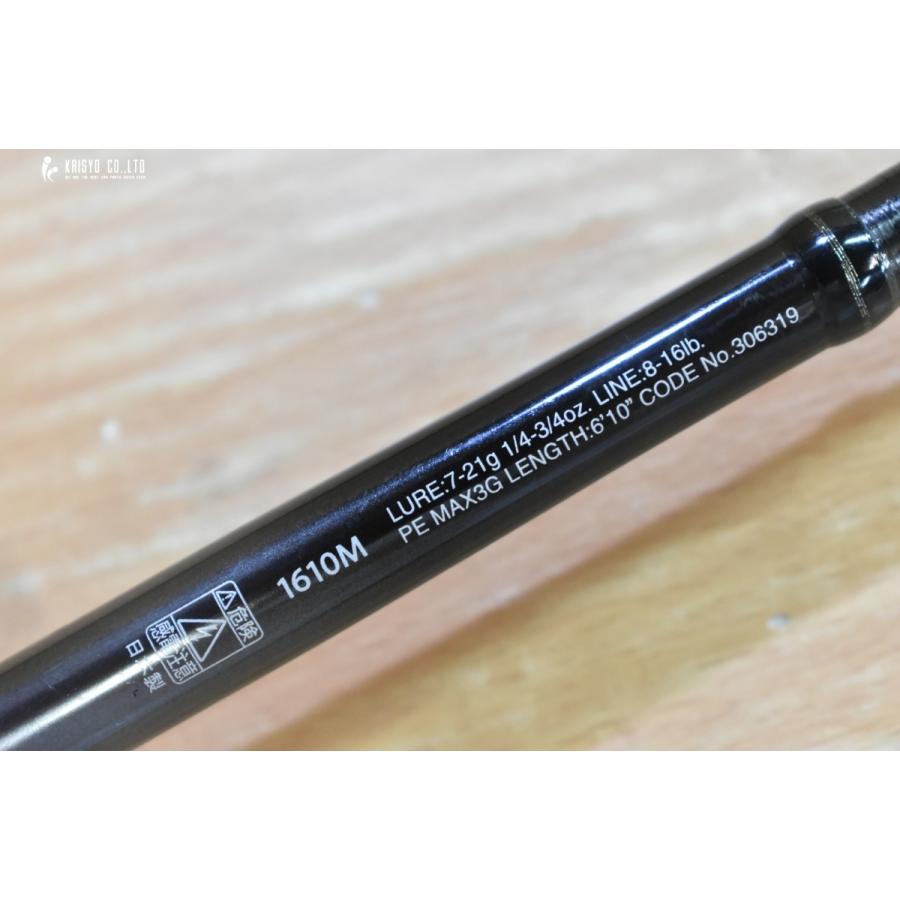 KAISYO CO.,LTD
LURE:7-21g 1/4-3/4oz. LINE:8-16lb.
PE MAX3G LENGTH:6'10" CODE No.306319
1610M
危険
感電注意
日本製